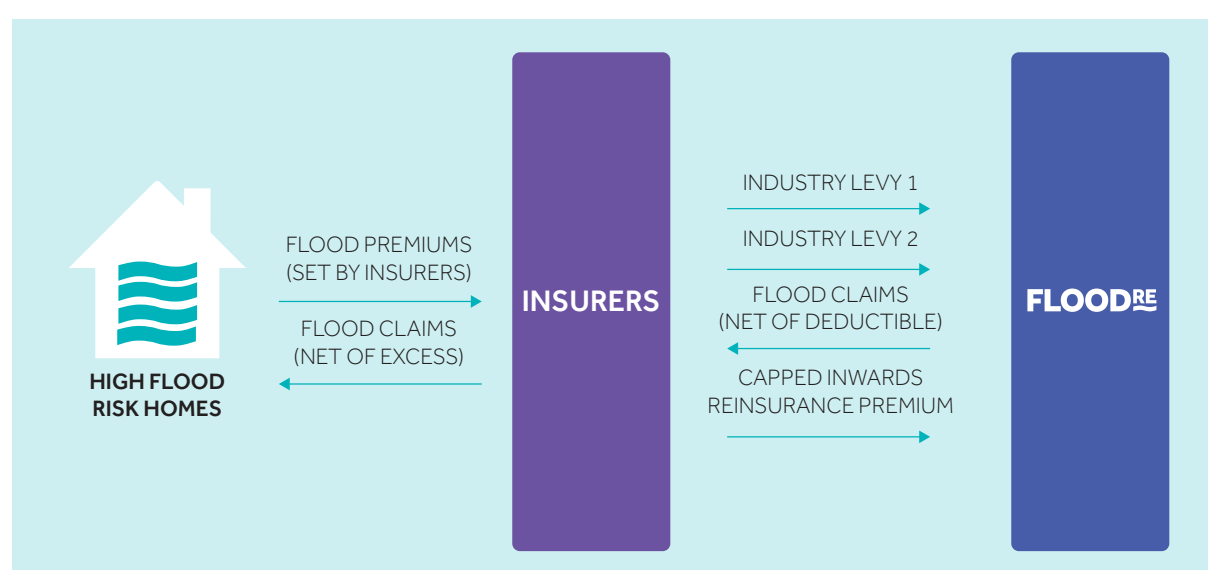 HIGH FLOOD
RISK HOMES
FLOOD PREMIUMS
(SET BY INSURERS)
FLOOD CLAIMS
(NET OF EXCESS)
INSURERS
INDUSTRY LEVY 1
INDUSTRY LEVY 2
FLOOD CLAIMS
(NET OF DEDUCTIBLE)
CAPPED INWARDS
REINSURANCE PREMIUM
FLOODRE